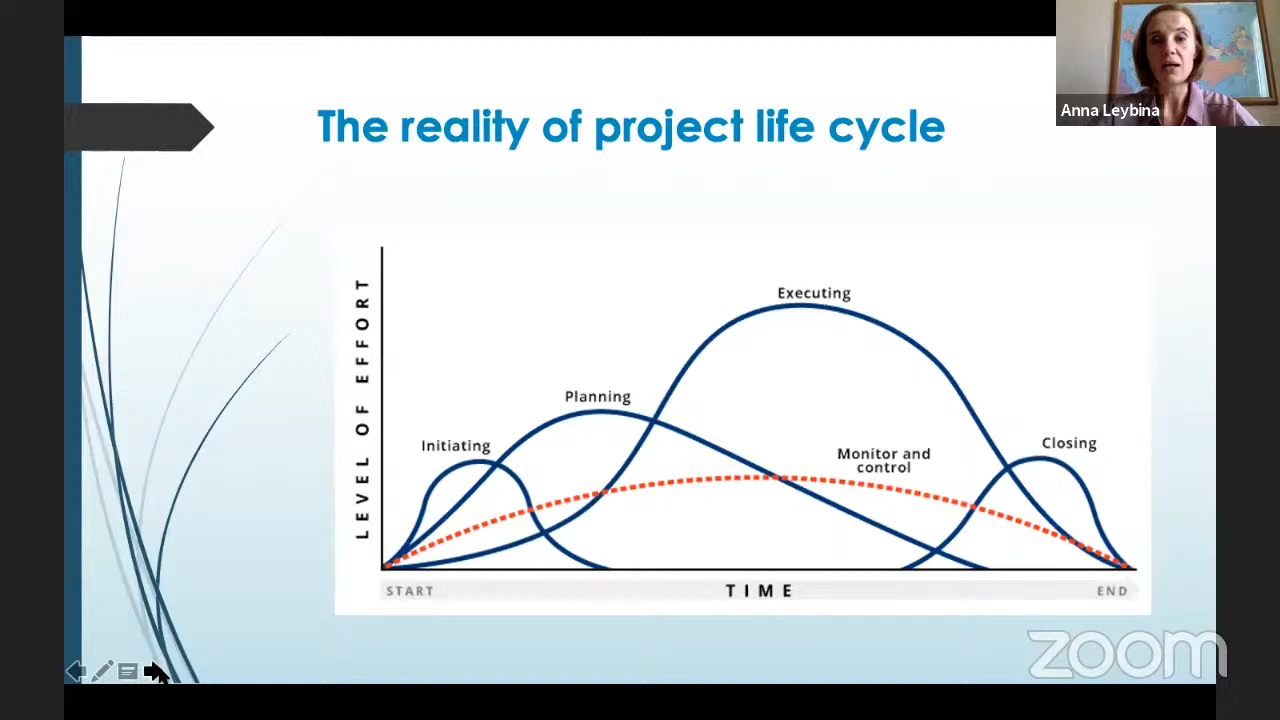 Anna Leybina
The reality of project life cycle
LEVEL OF EFFORT
Executing
Planning
Initiating
Monitor and
control
Closing
START
TIME
END
zoom